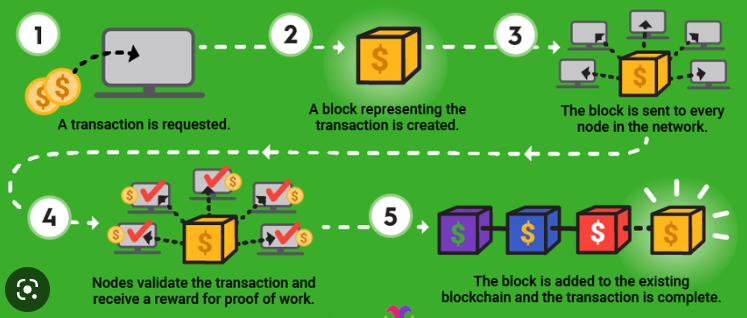 1
A transaction is requested.
2
A block representing the
transaction is created.
3
The block is sent to every
node in the network.
4
Nodes validate the transaction and
receive a reward for proof of work.
5
The block is added to the existing
blockchain and the transaction is complete.